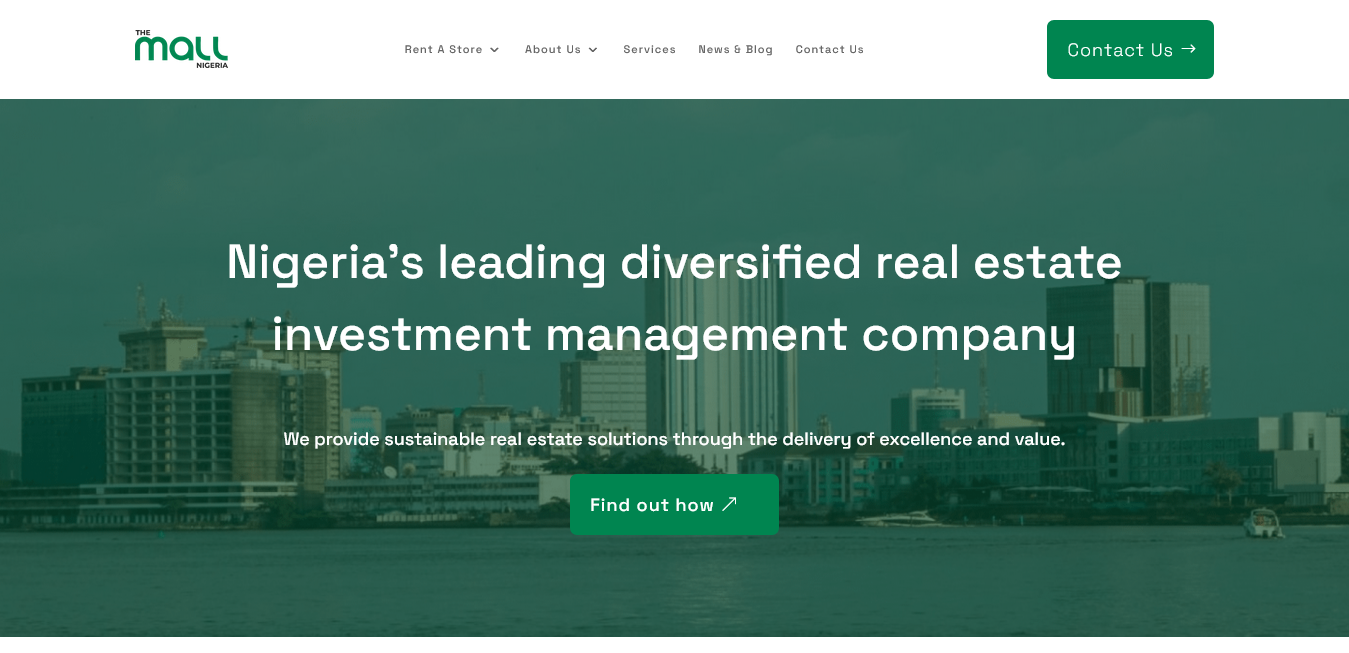 THE
mall
NIGERIA
Rent A Store
About Us
Services
News & Blog
Contact Us
Contact Us →
Nigeria's leading diversified real estate
investment management company
We provide sustainable real estate solutions through the delivery of excellence and value.
Find out how ↗